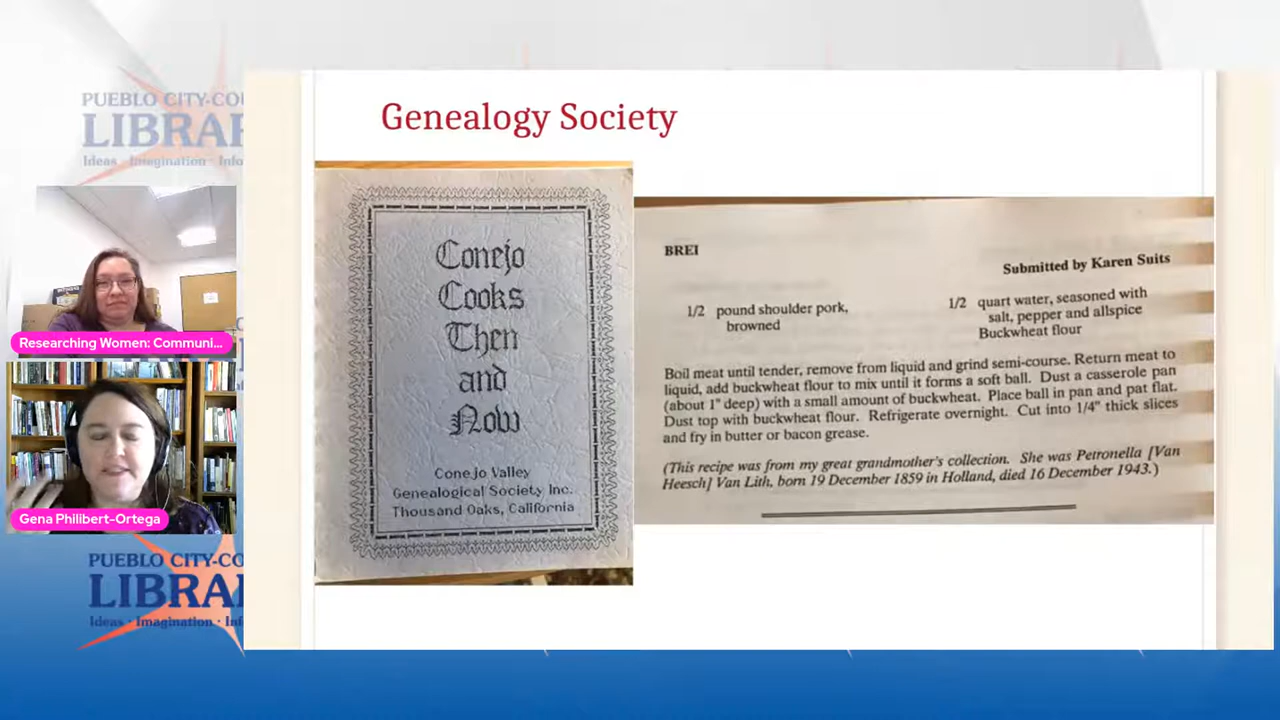 Genealogy Society
PUEBLO CITY-COU
LIBRAR
Ideas · Imagination · Info
Researching Women: Communi...
Gena Philibert-Ortega
PUEBLO CITY-COU
LIBRAR
Ideas · Imagination · Inf
Conejo
Cooks
Then
and
Now
Conejo Valley
Genealogical Society Inc.
Thousand Oaks, California
BREI
Submitted by Karen Suits
1/2 pound shoulder pork,
browned
1/2 quart water, seasoned with
salt, pepper and allspice
Buckwheat flour
Boil meat until tender, remove from liquid and grind semi-course. Return meat to
liquid, add buckwheat flour to mix until it forms a soft ball. Dust a casserole pan
(about 1" deep) with a small amount of buckwheat. Place ball in pan and pat flat.
Dust top with buckwheat flour. Refrigerate overnight. Cut into 1/4" thick slices
and fry in butter or bacon grease.
(This recipe was from my great grandmother's collection. She was Petronella [Van
Heesch] Van Lith, born 19 December 1859 in Holland, died 16 December 1943.)